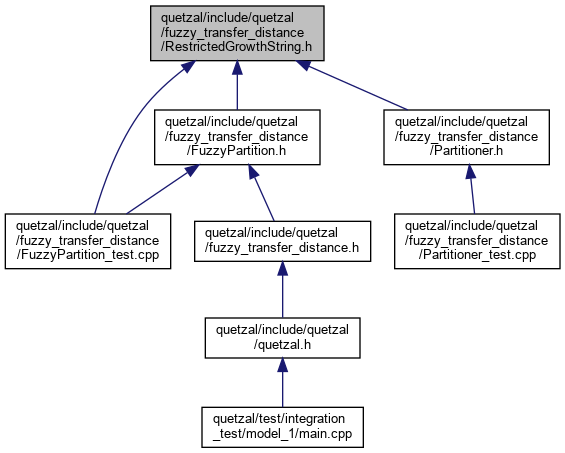 quetzal/include/quetzal
/fuzzy_transfer_distance
/RestrictedGrowthString.h
quetzal/include/quetzal
/fuzzy_transfer_distance
/FuzzyPartition.h
quetzal/include/quetzal
/fuzzy_transfer_distance
/Partitioner.h
quetzal/include/quetzal
/fuzzy_transfer_distance
/FuzzyPartition_test.cpp
quetzal/include/quetzal
/fuzzy_transfer_distance.h
quetzal/include/quetzal
/fuzzy_transfer_distance
/Partitioner_test.cpp
quetzal/include/quetzal
/quetzal.h
quetzal/test/integration
_test/model_1/main.cpp